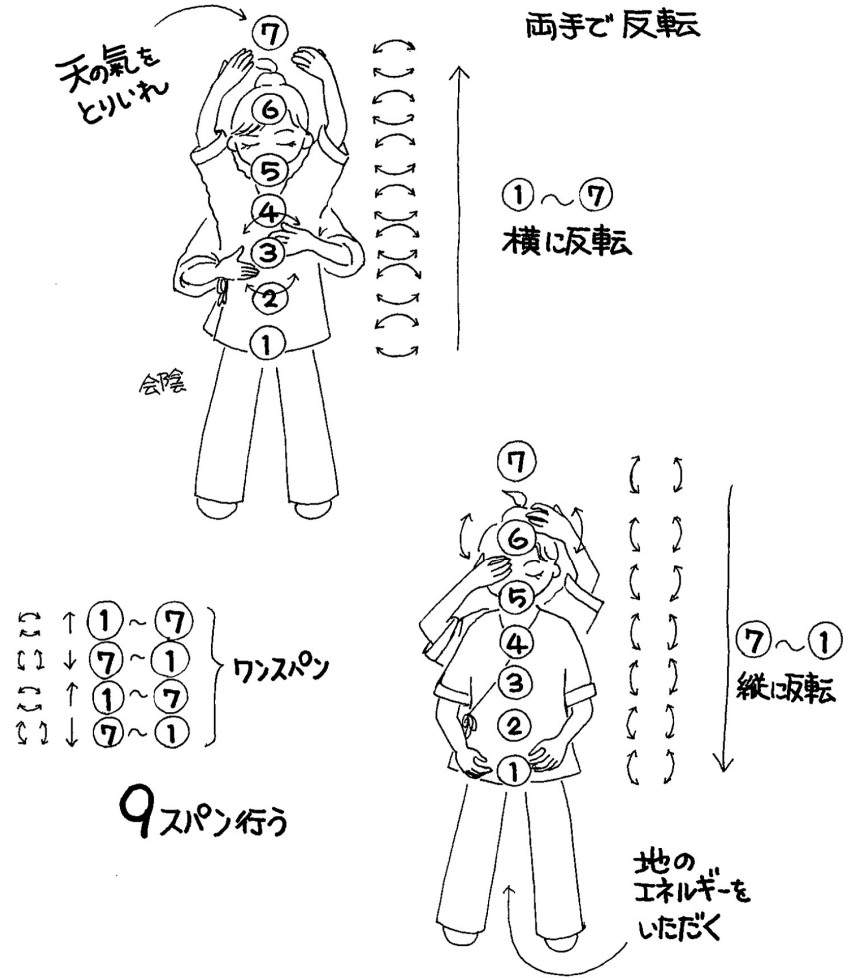 両手で反転
天の氣を
とりいれ
⑦
⑥
⑤
④
③
②
①
会陰
①～⑦
横に反転
⑦
⑥
⑤
④
③
②
①
⑦～①
縦に反転
地の
エネルギーを
いただく
↑ ①～⑦
↓ ⑦～①
↑ ①～⑦
↓ ⑦～①
ワンスパン
9スパン行う